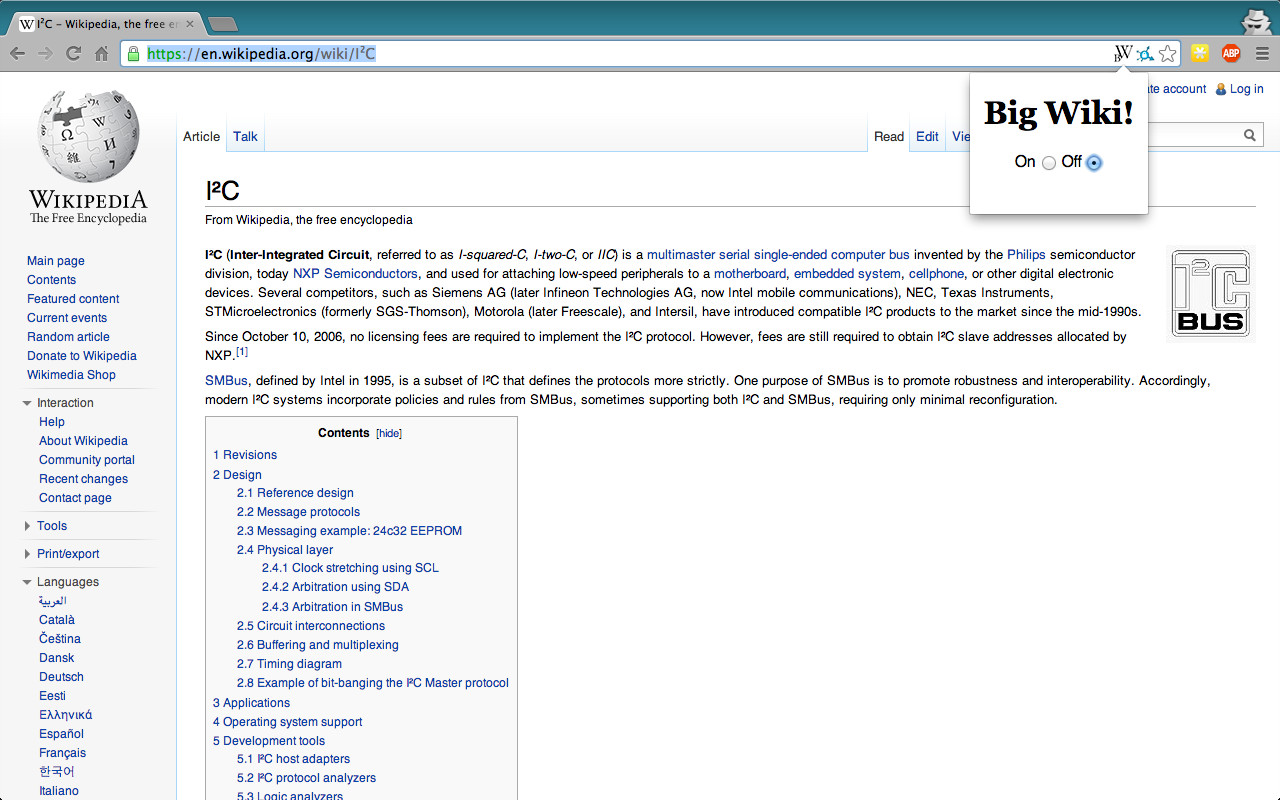 I²C – Wikipedia, the free en
https://en.wikipedia.org/wiki/I²C
ABP
Big Wiki!
On Off
ate account Log in
Article Talk Read Edit Vie
WIKIPEDIA
The Free Encyclopedia
Main page
Contents
Featured content
Current events
Random article
Donate to Wikipedia
Wikimedia Shop
Interaction
Help
About Wikipedia
Community portal
Recent changes
Contact page
Tools
Print/export
Languages
العربية
Català
Čeština
Dansk
Deutsch
Eesti
Ελληνικά
Español
Français
한국어
Italiano
I²C
From Wikipedia, the free encyclopedia
I²C (Inter-Integrated Circuit, referred to as I-squared-C, I-two-C, or IIC) is a multimaster serial single-ended computer bus invented by the Philips semiconductor
division, today NXP Semiconductors, and used for attaching low-speed peripherals to a motherboard, embedded system, cellphone, or other digital electronic
devices. Several competitors, such as Siemens AG (later Infineon Technologies AG, now Intel mobile communications), NEC, Texas Instruments,
STMicroelectronics (formerly SGS-Thomson), Motorola (later Freescale), and Intersil, have introduced compatible I²C products to the market since the mid-1990s.
I²C
BUS
Since October 10, 2006, no licensing fees are required to implement the I²C protocol. However, fees are still required to obtain I²C slave addresses allocated by
NXP.[1]
SMBus, defined by Intel in 1995, is a subset of I²C that defines the protocols more strictly. One purpose of SMBus is to promote robustness and interoperability. Accordingly,
modern I²C systems incorporate policies and rules from SMBus, sometimes supporting both I²C and SMBus, requiring only minimal reconfiguration.
Contents [hide]
1 Revisions
2 Design
2.1 Reference design
2.2 Message protocols
2.3 Messaging example: 24c32 EEPROM
2.4 Physical layer
2.4.1 Clock stretching using SCL
2.4.2 Arbitration using SDA
2.4.3 Arbitration in SMBus
2.5 Circuit interconnections
2.6 Buffering and multiplexing
2.7 Timing diagram
2.8 Example of bit-banging the I²C Master protocol
3 Applications
4 Operating system support
5 Development tools
5.1 I²C host adapters
5.2 I²C protocol analyzers
5.3 Logic analyzers